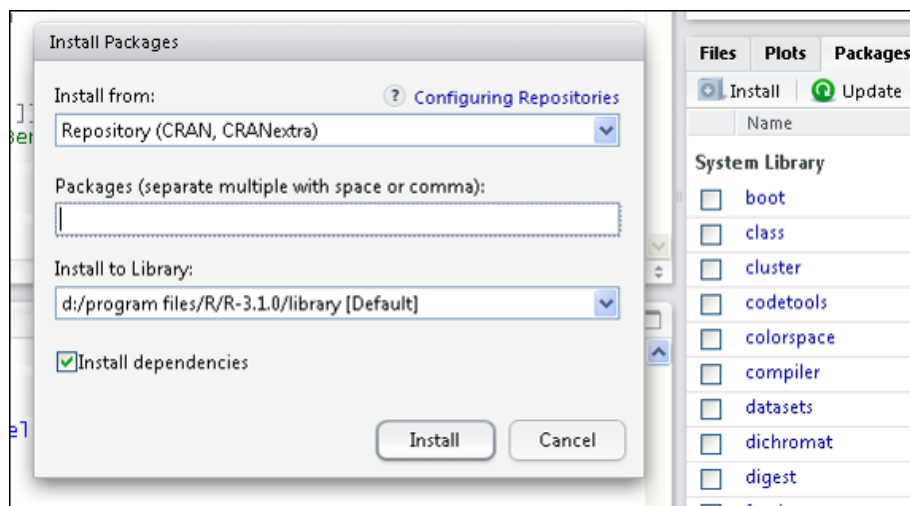 Install Packages
Install from:
? Configuring Repositories
Repository (CRAN, CRANextra)
Packages (separate multiple with space or comma):
Install to Library:
d:/program files/R/R-3.1.0/library [Default]
Install dependencies
Install
Cancel
]]
Ber
el
Files Plots Packages
Install Update
Name
System Library
boot
class
cluster
codetools
colorspace
compiler
datasets
dichromat
digest